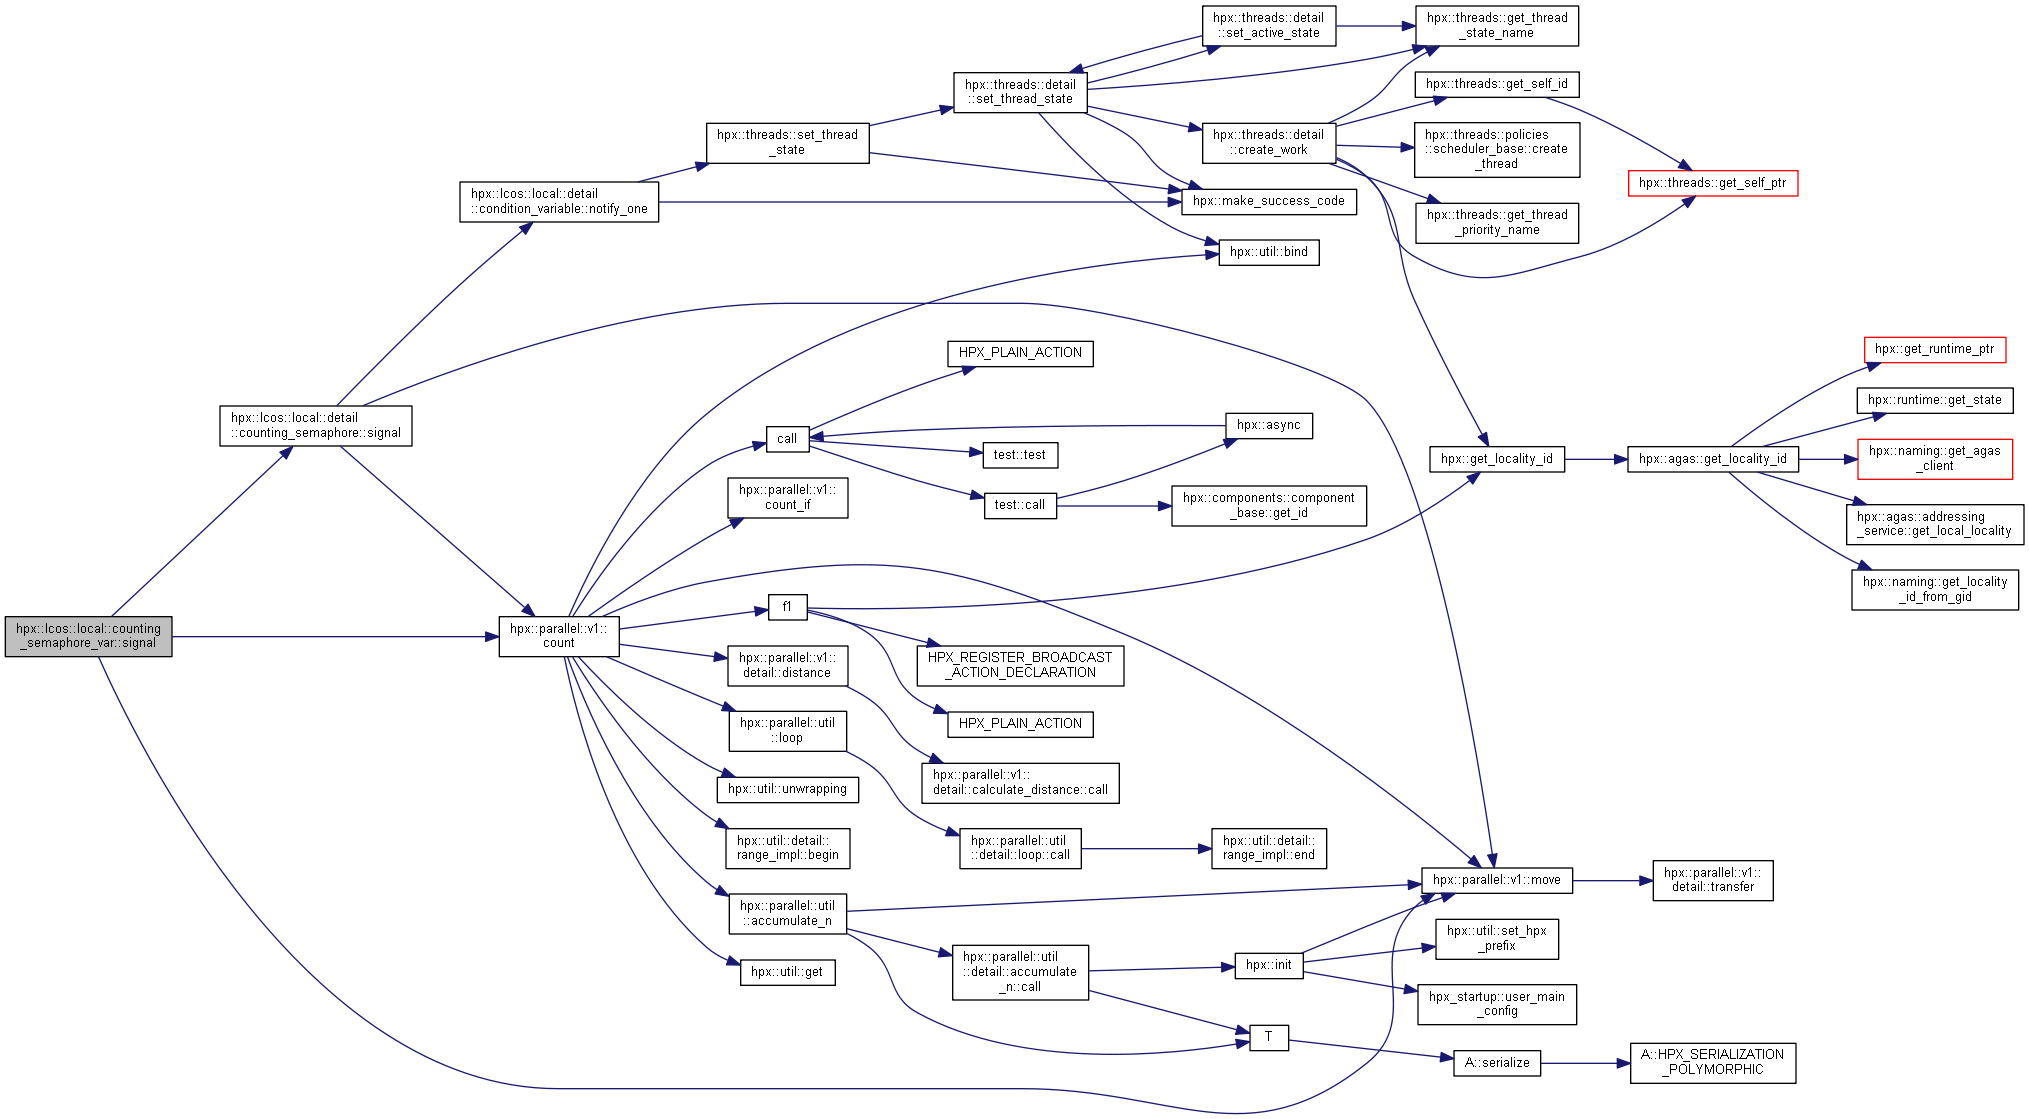 hpx::lcos::local::counting
_semaphore_var::signal
hpx::lcos::local::detail
::counting_semaphore::signal
hpx::lcos::local::detail
::condition_variable::notify_one
hpx::threads::set_thread
_state
hpx::threads::detail
::set_thread_state
hpx::threads::detail
::set_active_state
hpx::threads::get_thread
_state_name
hpx::threads::detail
::create_work
hpx::threads::get_self_id
hpx::threads::policies
::scheduler_base::create
_thread
hpx::threads::get_self_ptr
hpx::threads::get_thread
_priority_name
hpx::make_success_code
hpx::util::bind
hpx::parallel::v1::
count
HPX_PLAIN_ACTION
call
test::test
test::call
hpx::async
hpx::components::component
_base::get_id
hpx::parallel::v1::
count_if
f1
HPX_REGISTER_BROADCAST
_ACTION_DECLARATION
HPX_PLAIN_ACTION
hpx::get_locality_id
hpx::agas::get_locality_id
hpx::get_runtime_ptr
hpx::runtime::get_state
hpx::naming::get_agas
_client
hpx::agas::addressing
_service::get_local_locality
hpx::naming::get_locality
_id_from_gid
hpx::parallel::v1::
detail::distance
hpx::parallel::v1::
detail::calculate_distance::call
hpx::parallel::util
::loop
hpx::parallel::util
::detail::loop::call
hpx::util::detail::
range_impl::end
hpx::util::unwrapping
hpx::util::detail::
range_impl::begin
hpx::parallel::util
::accumulate_n
hpx::parallel::util
::detail::accumulate
_n::call
hpx::util::get
hpx::init
T
hpx::parallel::v1::move
hpx::parallel::v1::
detail::transfer
hpx::util::set_hpx
_prefix
hpx_startup::user_main
_config
A::serialize
A::HPX_SERIALIZATION
_POLYMORPHIC